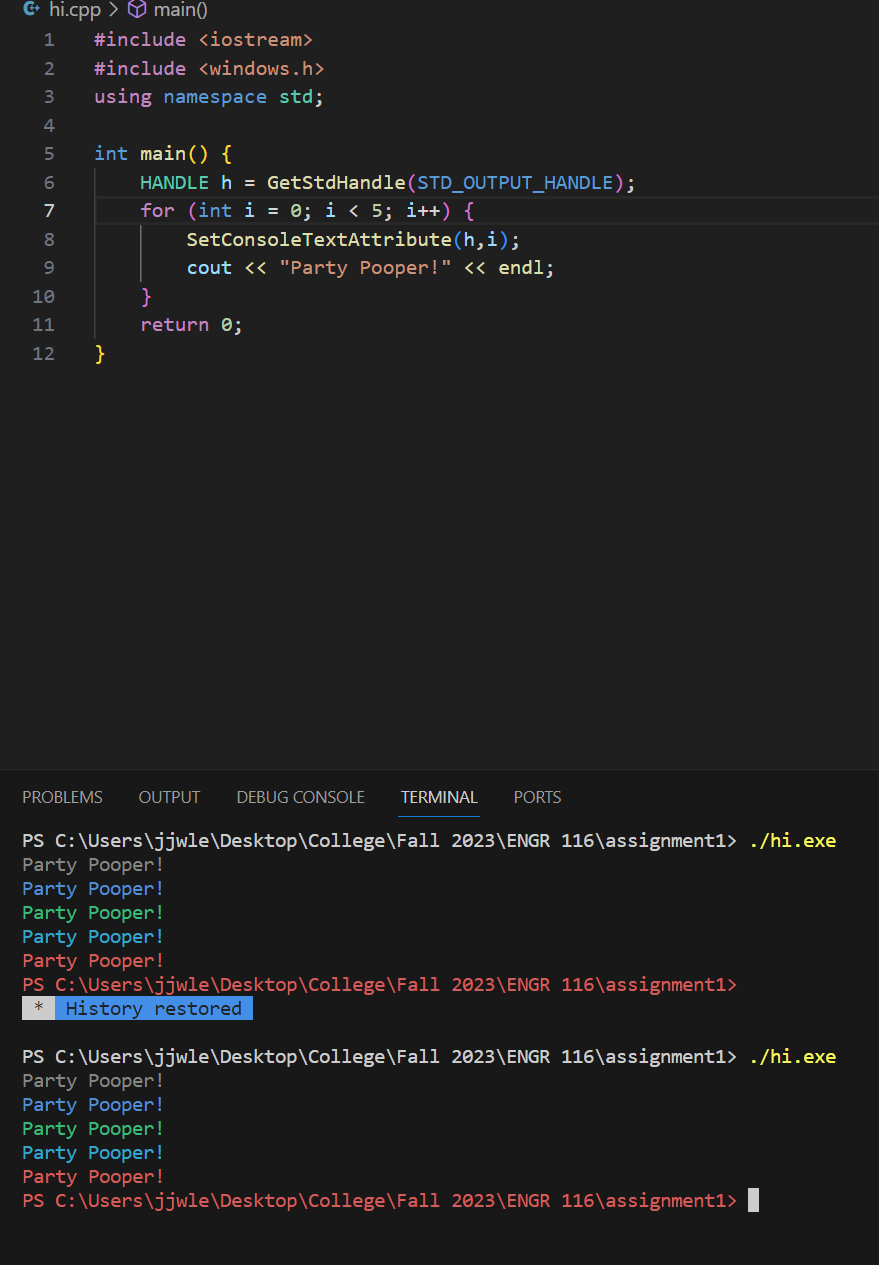 hi.cpp > main()
1 #include <iostream>
2 #include <windows.h>
3 using namespace std;
4
5 int main() {
6     HANDLE h = GetStdHandle(STD_OUTPUT_HANDLE);
7     for (int i = 0; i < 5; i++) {
8         SetConsoleTextAttribute(h,i);
9         cout << "Party Pooper!" << endl;
10     }
11     return 0;
12 }
PROBLEMS OUTPUT DEBUG CONSOLE TERMINAL PORTS
PS C:\Users\jjwle\Desktop\College\Fall 2023\ENGR 116\assignment1> ./hi.exe
Party Pooper!
Party Pooper!
Party Pooper!
Party Pooper!
Party Pooper!
PS C:\Users\jjwle\Desktop\College\Fall 2023\ENGR 116\assignment1>
* History restored
PS C:\Users\jjwle\Desktop\College\Fall 2023\ENGR 116\assignment1> ./hi.exe
Party Pooper!
Party Pooper!
Party Pooper!
Party Pooper!
Party Pooper!
PS C:\Users\jjwle\Desktop\College\Fall 2023\ENGR 116\assignment1>